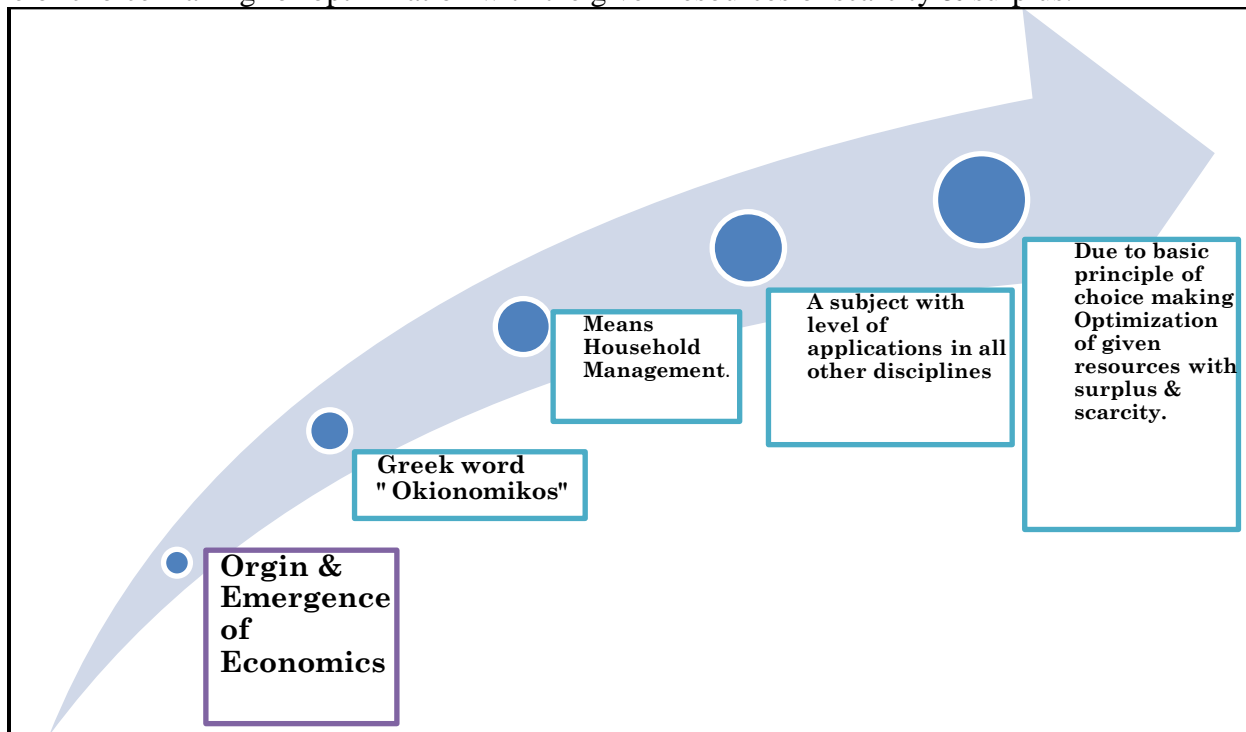 Orgin &
Emergence
of
Economics
Greek word
" Okionomikos"
Means
Household
Management.
A subject with
level of
applications in all
other disciplines
Due to basic
principle of
choice making
Optimization
of given
resources with
surplus &
scarcity.